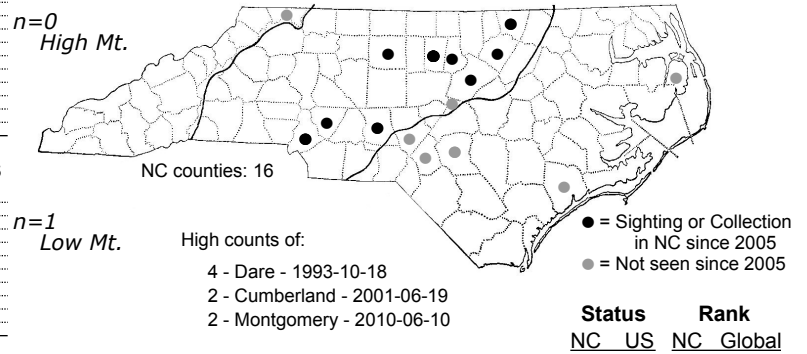 n=0
High Mt.
NC counties: 16
n=1
Low Mt.
High counts of:
4 - Dare - 1993-10-18
2 - Cumberland - 2001-06-19
2 - Montgomery - 2010-06-10
● = Sighting or Collection
in NC since 2005
● = Not seen since 2005
Status Rank
NC US NC Global